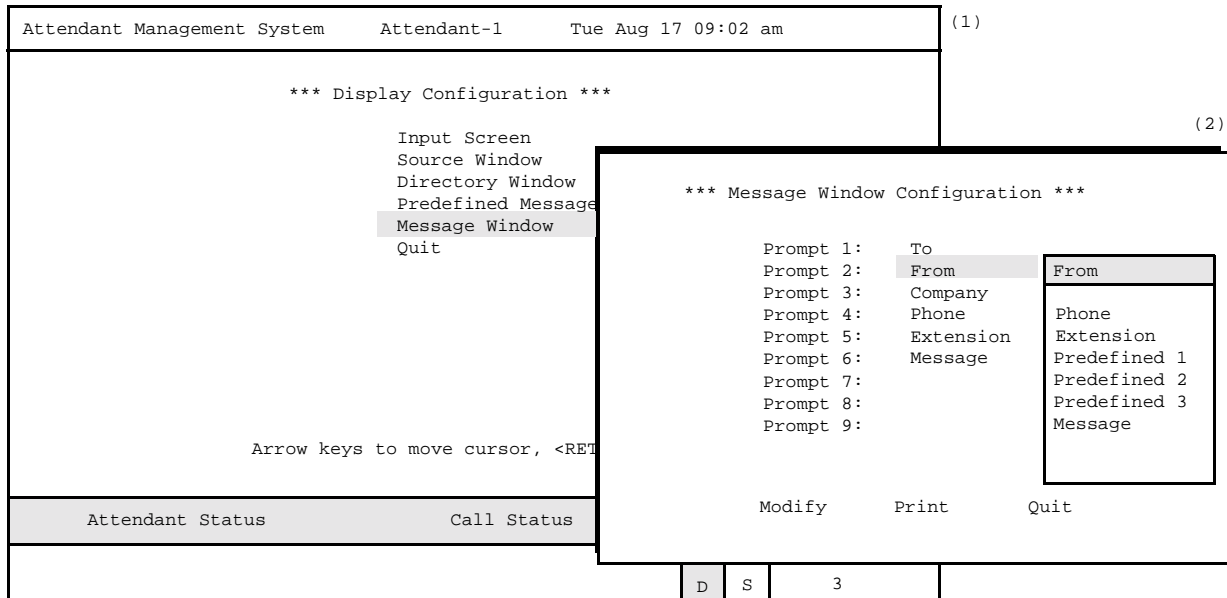 Attendant Management System Attendant-1 Tue Aug 17 09:02 am
(1)
*** Display Configuration ***
Input Screen
Source Window
Directory Window
Predefined Message
Message Window
Quit
Arrow keys to move cursor, <RET
Attendant Status Call Status
D S 3
(2)
*** Message Window Configuration ***
Prompt 1: To
Prompt 2: From
Prompt 3: Company
Prompt 4: Phone
Prompt 5: Extension
Prompt 6: Message
Prompt 7:
Prompt 8:
Prompt 9:
From
Phone
Extension
Predefined 1
Predefined 2
Predefined 3
Message
Modify Print Quit